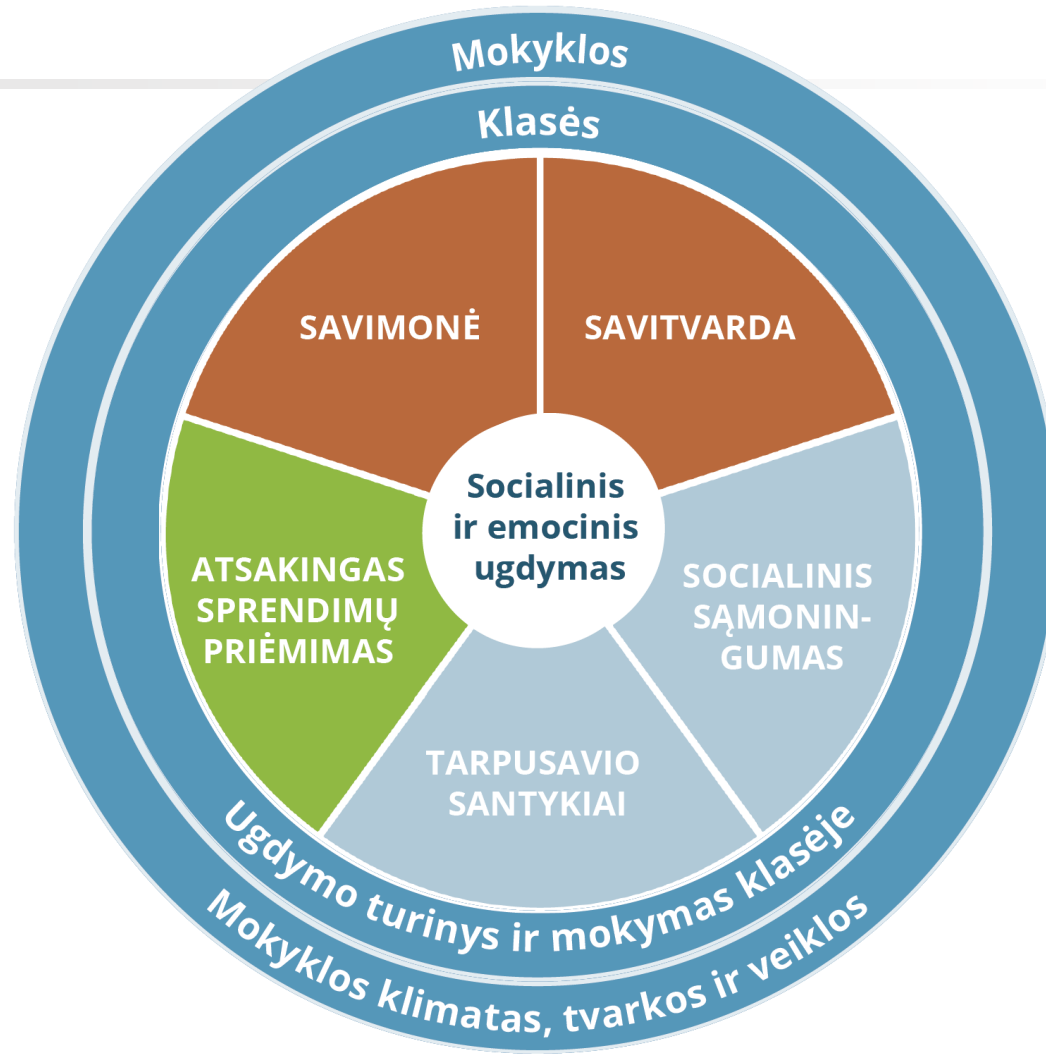 Mokyklos
Klasės
SAVIMONĖ
SAVITVARDA
Socialinis
ir emocinis
ugdymas
ATSAKINGAS
SPRENDIMŲ
PRIĖMIMAS
SOCIALINIS
SĄMONIN-
GUMAS
TARPUSAVIO
SANTYKIAI
Ugdymo turinys ir mokymas klasėje
Mokyklos klimatas, tvarkos ir veiklos